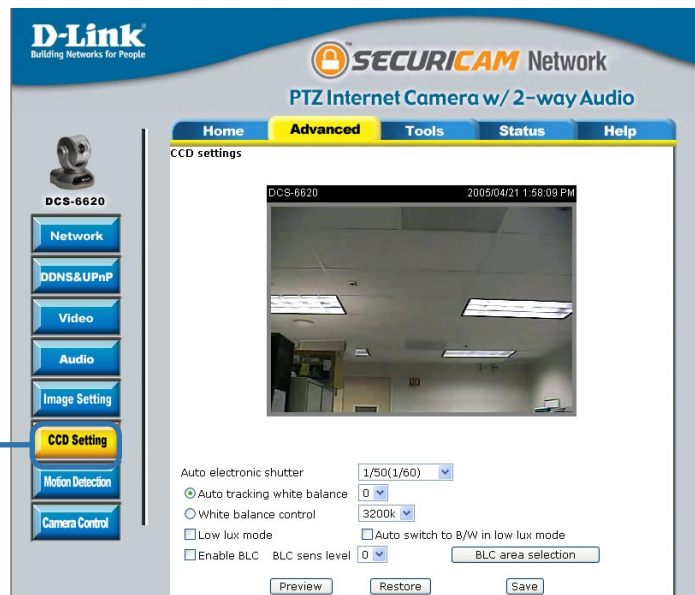 D-Link
Building Networks for People
SECURICAM Network
PTZ Internet Camera w/ 2-way Audio
Home Advanced Tools Status Help
DCS-6620
Network
DDNS&UPnP
Video
Audio
Image Setting
CCD Setting
Motion Detection
Camera Control
CCD settings
DCS-6620 2005/04/21 1:58:09 PM
Auto electronic shutter 1/50(1/60)
Auto tracking white balance 0
White balance control 3200k
Low lux mode Auto switch to B/W in low lux mode
Enable BLC BLC sens level 0 BLC area selection
Preview Restore Save